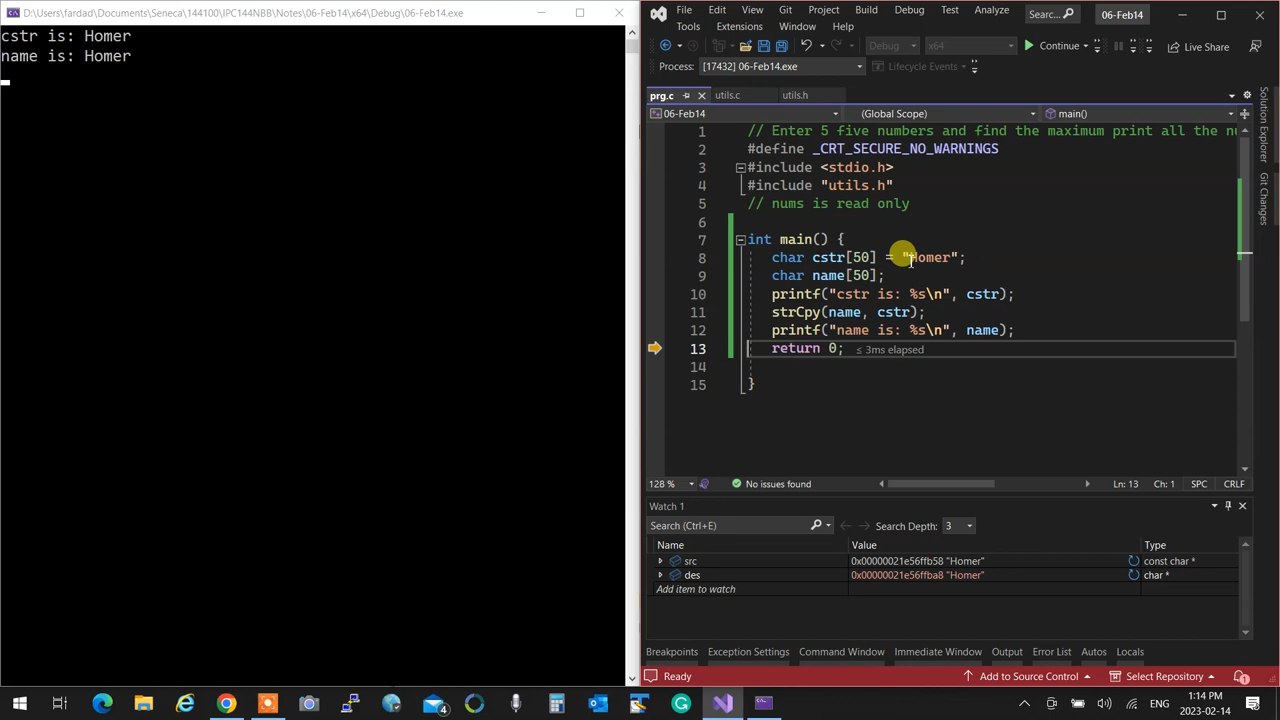 D:\Users\fardad\Documents\Seneca\144100\IPC144NBB\Notes\06-Feb14\x64\Debug\06-Feb14.exe
cstr is: Homer
name is: Homer
File Edit View Git Project Build Debug Test Analyze Searc... 06-Feb14
Tools Extensions Window Help
Debug x64 Continue Live Share
Process: [17432] 06-Feb14.exe Lifecycle Events
prg.c utils.c utils.h
06-Feb14 (Global Scope) main()
1 // Enter 5 five numbers and find the maximum print all the nu
2 #define _CRT_SECURE_NO_WARNINGS
3 #include <stdio.h>
4 #include "utils.h"
5 // nums is read only
6
7 int main() {
8 char cstr[50] = "Homer";
9 char name[50];
10 printf("cstr is: %s\n", cstr);
11 strCpy(name, cstr);
12 printf("name is: %s\n", name);
13 return 0; ≤ 3ms elapsed
14
15 }
Solution Explorer
Git Changes
128 % No issues found Ln: 13 Ch: 1 SPC CRLF
Watch 1
Search (Ctrl+E) Search Depth: 3
Name Value Type
src 0x00000021e56ffb58 "Homer" const char *
des 0x00000021e56ffba8 "Homer" char *
Add item to watch
Breakpoints Exception Settings Command Window Immediate Window Output Error List Autos Locals
Ready Add to Source Control Select Repository 1
4 ENG 1:14 PM
2023-02-14